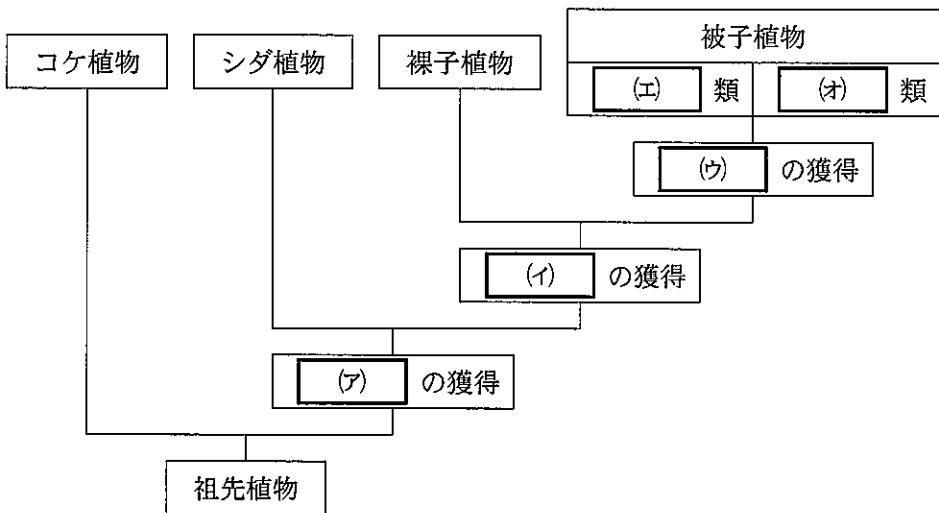 被子植物
コケ植物 シダ植物 裸子植物
(エ) 類 (オ) 類
(ウ) の獲得
(イ) の獲得
(ア) の獲得
祖先植物